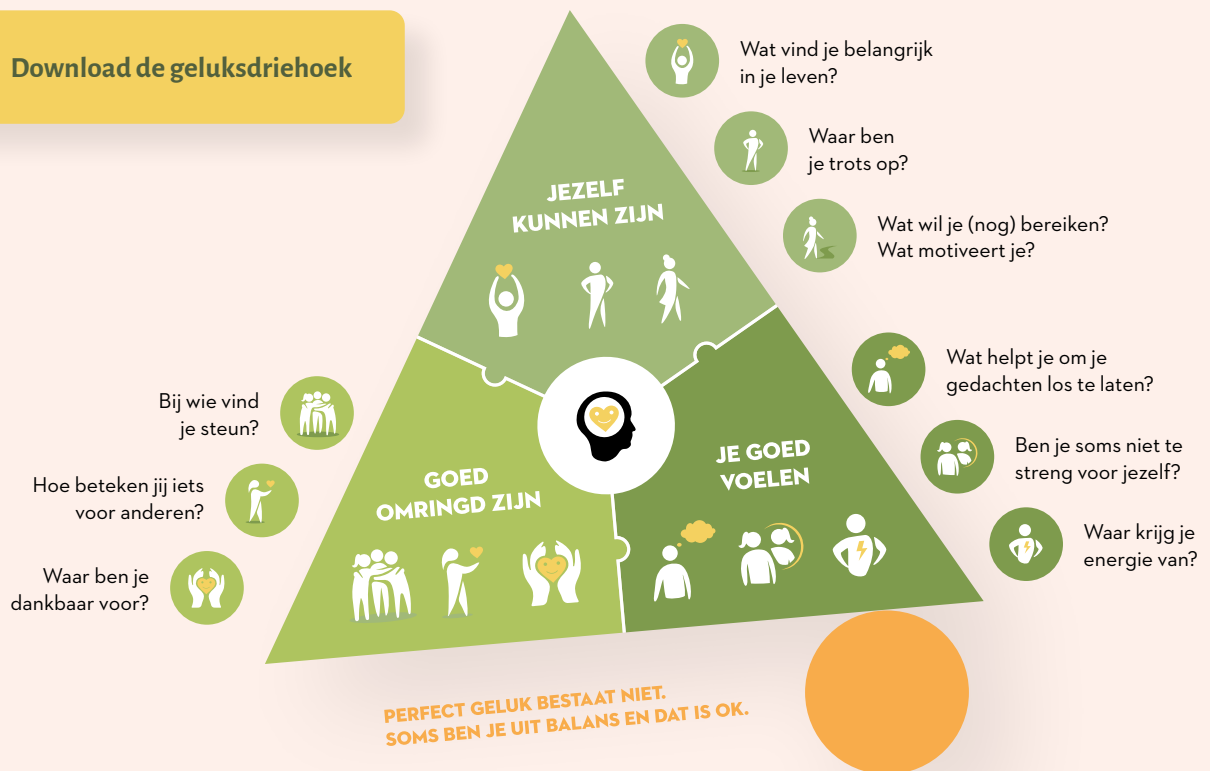 Download de geluksdriehoek
Wat vind je belangrijk
in je leven?
Waar ben
je trots op?
Wat wil je (nog) bereiken?
Wat motiveert je?
JEZELF
KUNNEN ZIJN
Wat helpt je om je
gedachten los te laten?
Ben je soms niet te
streng voor jezelf?
Waar krijg je
energie van?
JE GOED
VOELEN
Bij wie vind
je steun?
Hoe beteken jij iets
voor anderen?
Waar ben je
dankbaar voor?
GOED
OMRINGD ZIJN
PERFECT GELUK BESTAAT NIET.
SOMS BEN JE UIT BALANS EN DAT IS OK.